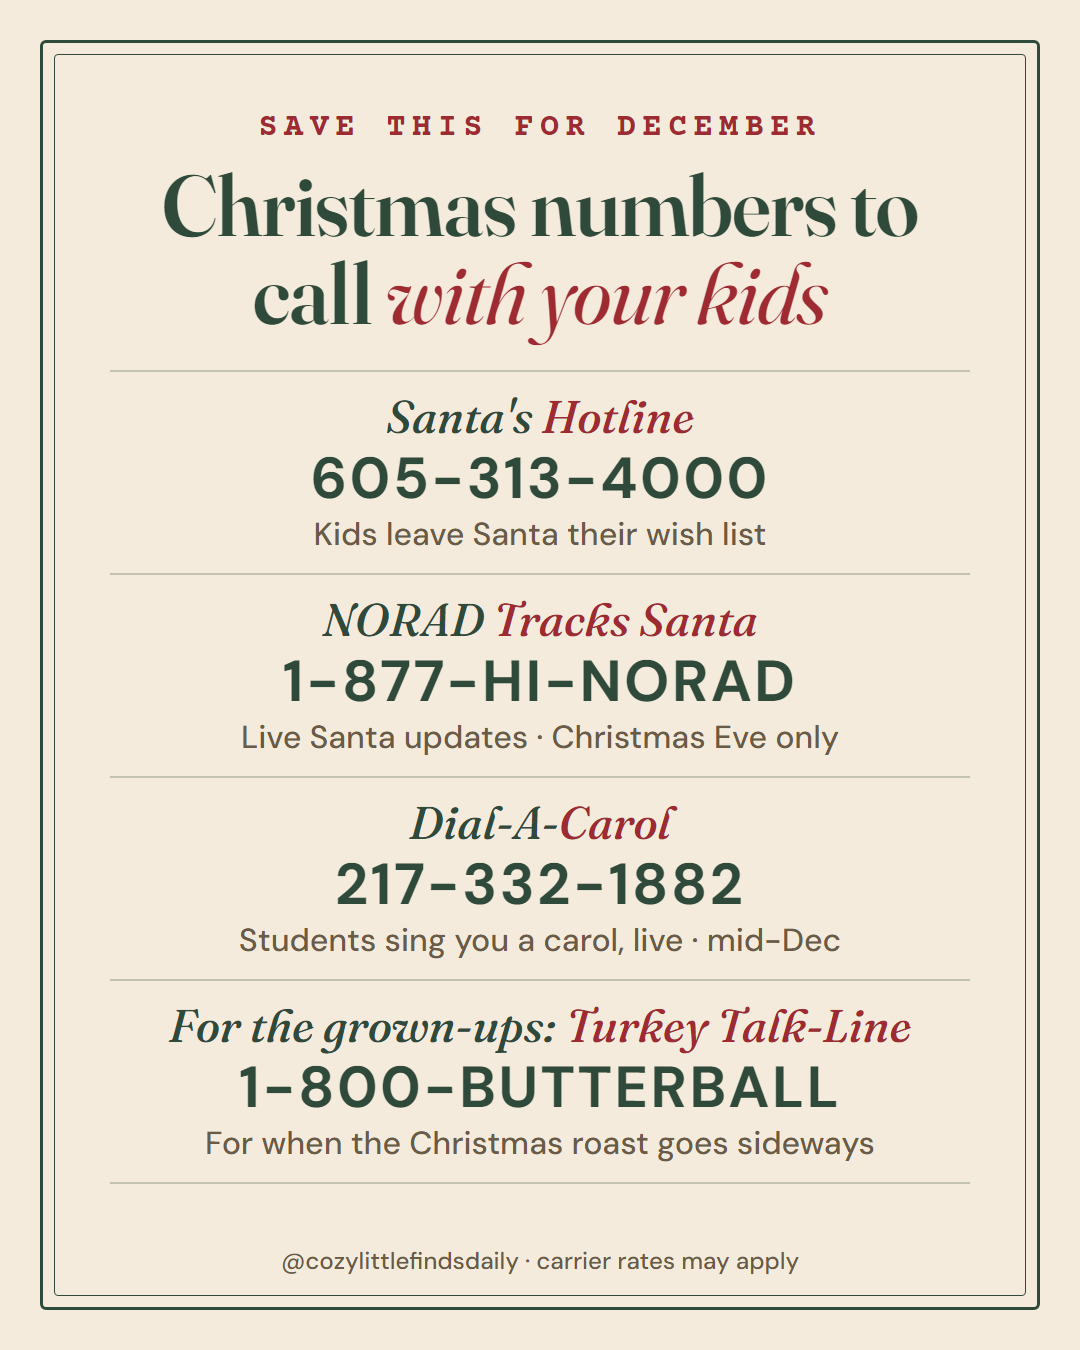 SAVE THIS FOR DECEMBER
Christmas numbers to
call with your kids
Santa's Hotline
605-313-4000
Kids leave Santa their wish list
NORAD Tracks Santa
1-877-HI-NORAD
Live Santa updates · Christmas Eve only
Dial-A-Carol
217-332-1882
Students sing you a carol, live · mid-Dec
For the grown-ups: Turkey Talk-Line
1-800-BUTTERBALL
For when the Christmas roast goes sideways
@cozylittlefindsdaily · carrier rates may apply